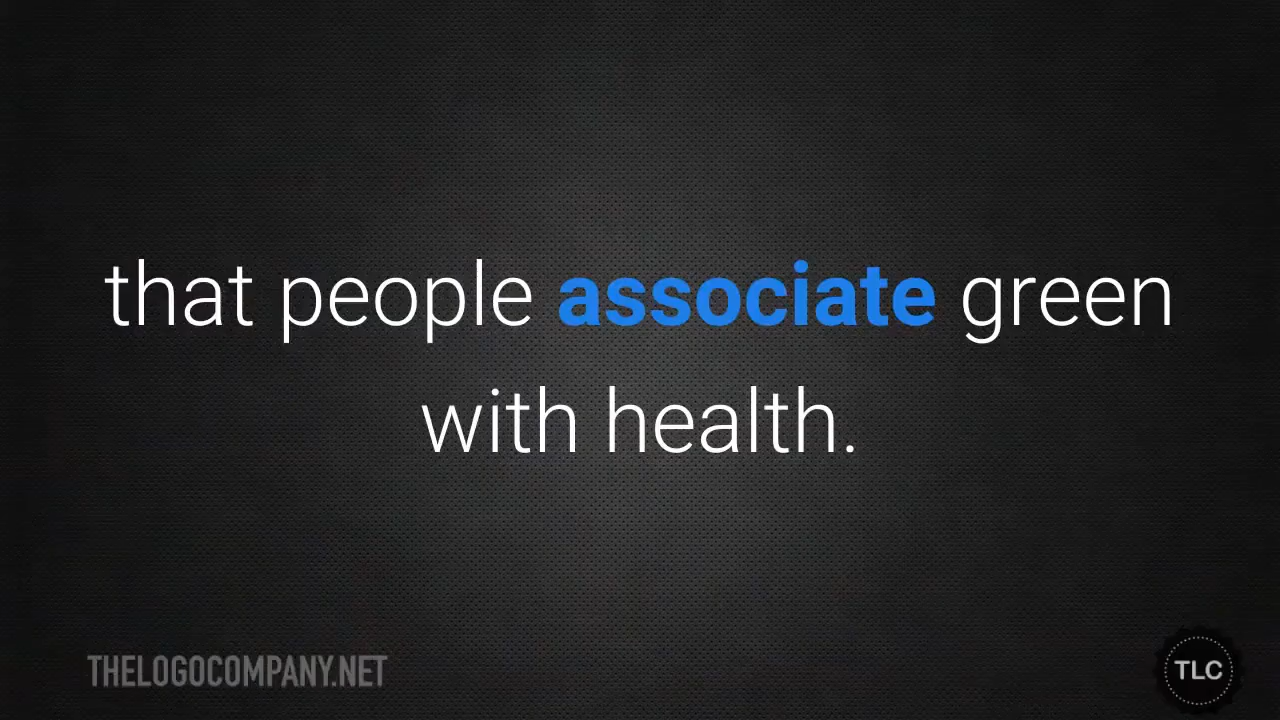 that people associate green
with health.
THELOGOCOMPANY.NET
TLC